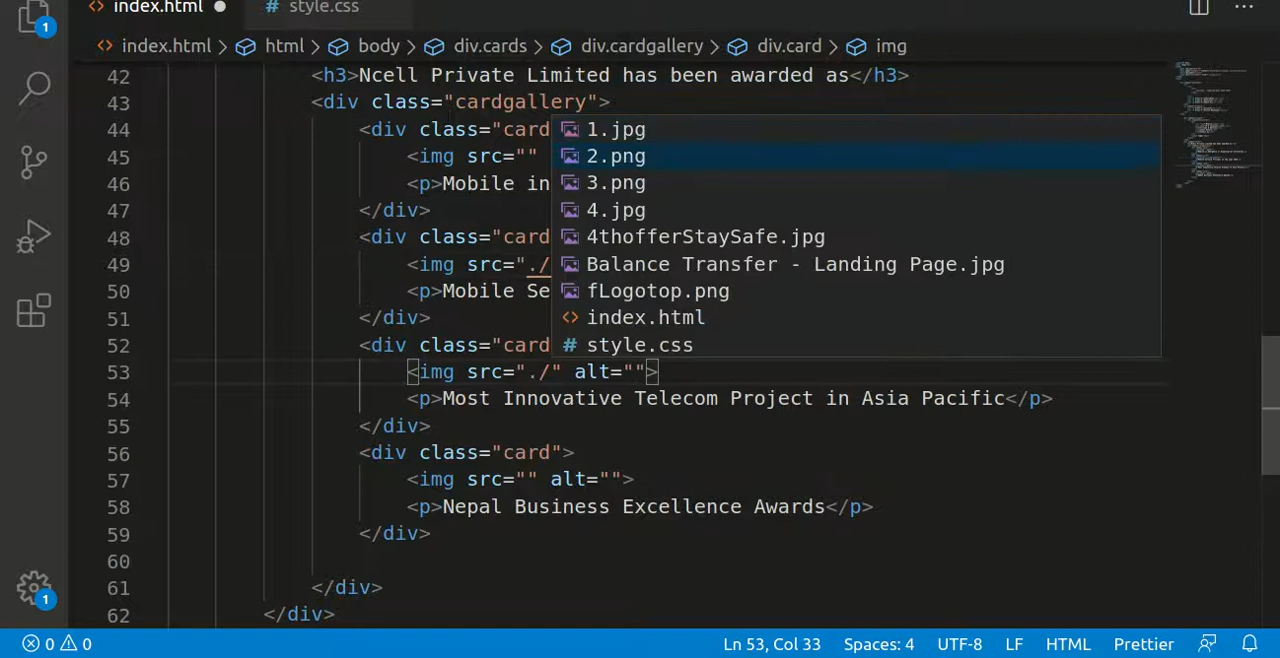 index.html ● # style.css
1 <> index.html > html > body > div.cards > div.cardgallery > div.card > img
42 <h3>Ncell Private Limited has been awarded as</h3>
43 <div class="cardgallery">
44 <div class="card
45 <img src=""
46 <p>Mobile in
47 </div>
48 <div class="card
49 <img src="./
50 <p>Mobile Se
51 </div>
52 <div class="card
1.jpg
2.png
3.png
4.jpg
4thofferStaySafe.jpg
Balance Transfer - Landing Page.jpg
fLogotop.png
<> index.html
# style.css
53 <img src="./" alt="">
54 <p>Most Innovative Telecom Project in Asia Pacific</p>
55 </div>
56 <div class="card">
57 <img src="" alt="">
58 <p>Nepal Business Excellence Awards</p>
59 </div>
60
61 </div>
62 </div>
1
0 0 Ln 53, Col 33 Spaces: 4 UTF-8 LF HTML Prettier